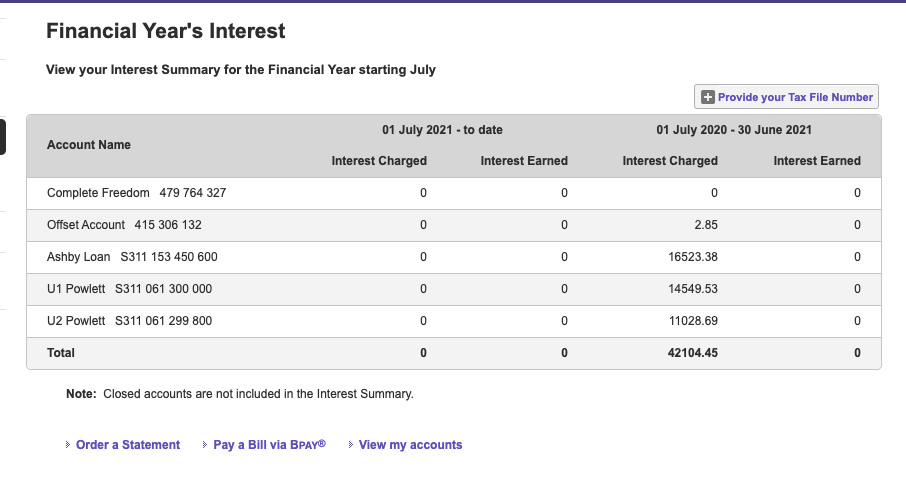 Financial Year's Interest
View your Interest Summary for the Financial Year starting July
Provide your Tax File Number
Account Name 01 July 2021 - to date 01 July 2020 - 30 June 2021
Interest Charged Interest Earned Interest Charged Interest Earned
Complete Freedom 479 764 327 0 0 0 0
Offset Account 415 306 132 0 0 2.85 0
Ashby Loan S311 153 450 600 0 0 16523.38 0
U1 Powlett S311 061 300 000 0 0 14549.53 0
U2 Powlett S311 061 299 800 0 0 11028.69 0
Total 0 0 42104.45 0
Note: Closed accounts are not included in the Interest Summary.
Order a Statement Pay a Bill via BPAY® View my accounts